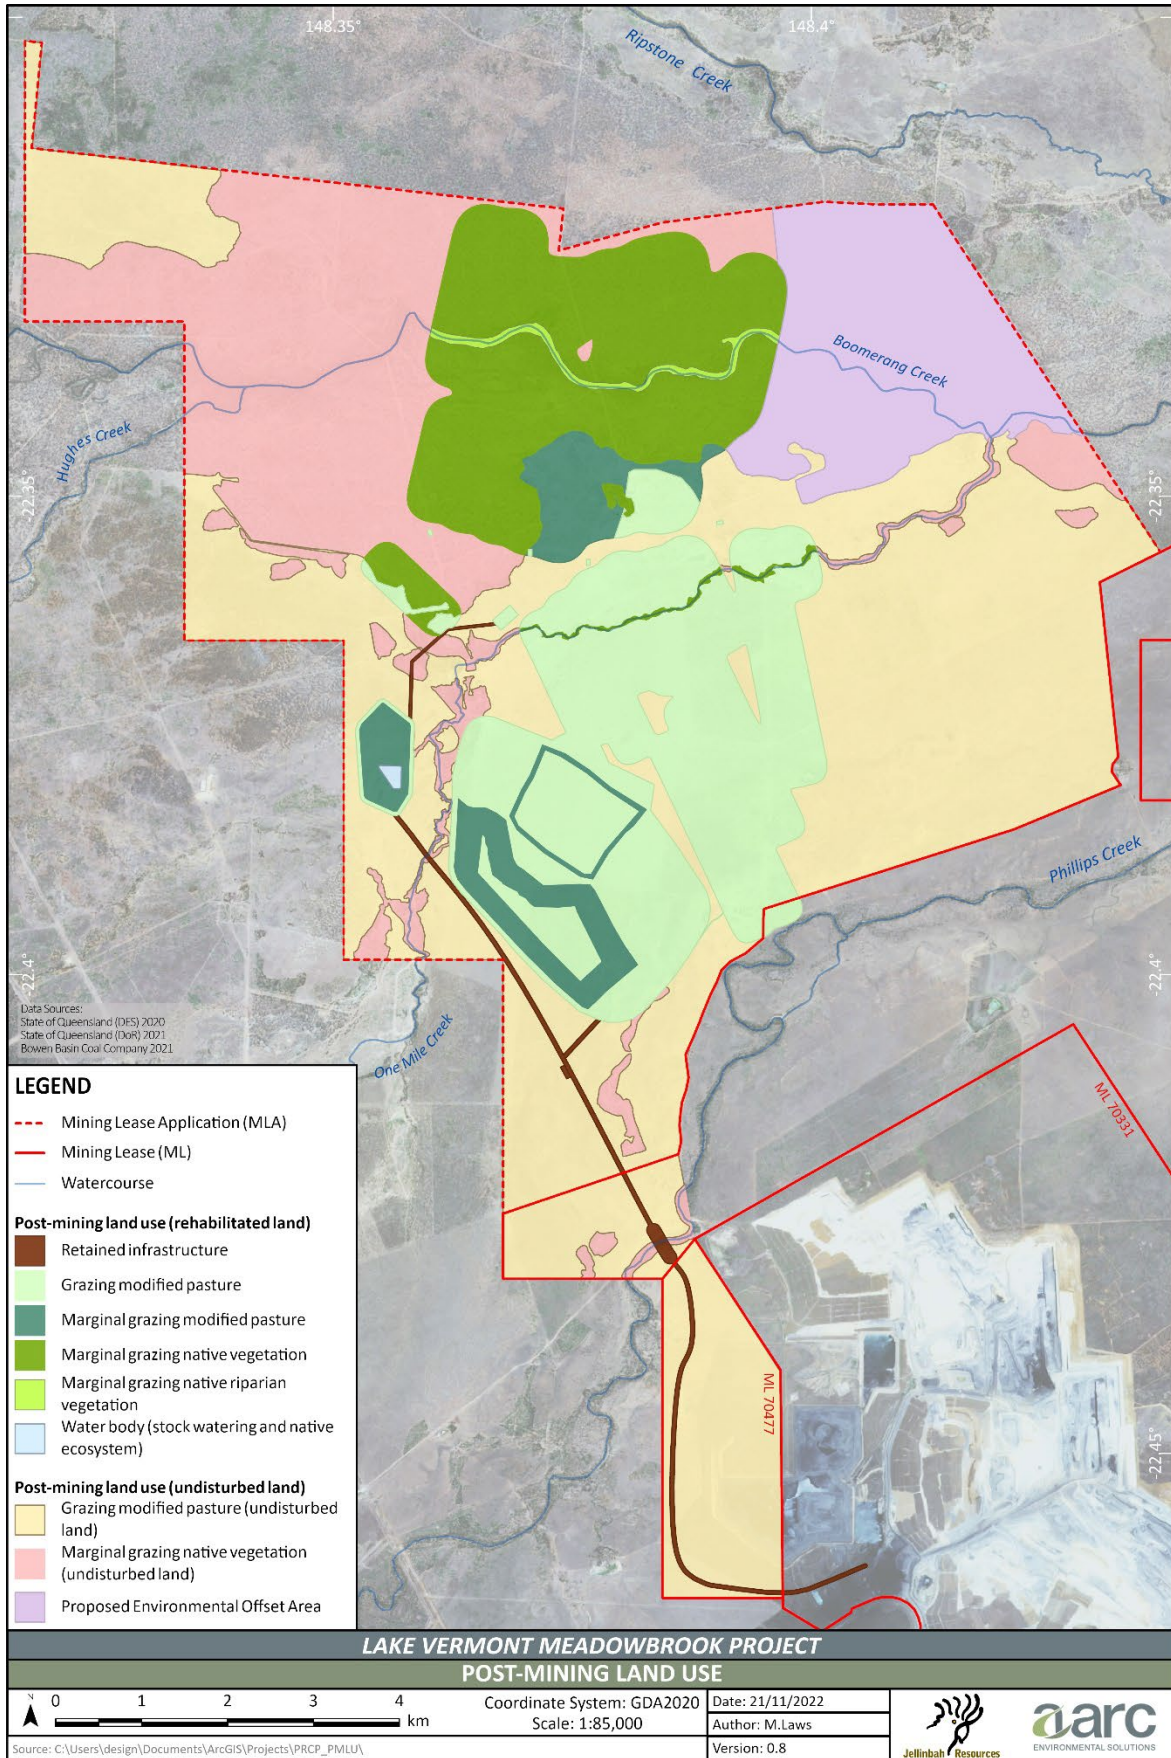 148.35°
148.4°
Ripstone Creek
Boomerang Creek
Hughes Creek
-22.35°
-22.35°
Phillips Creek
-22.4°
-22.4°
Data Sources:
State of Queensland (DES) 2020
State of Queensland (DoR) 2021
Bowen Basin Coal Company 2021
One Mile Creek
ML 70331
ML 70477
-22.45°
LEGEND
Mining Lease Application (MLA)
Mining Lease (ML)
Watercourse
Post-mining land use (rehabilitated land)
Retained infrastructure
Grazing modified pasture
Marginal grazing modified pasture
Marginal grazing native vegetation
Marginal grazing native riparian
vegetation
Water body (stock watering and native
ecosystem)
Post-mining land use (undisturbed land)
Grazing modified pasture (undisturbed
land)
Marginal grazing native vegetation
(undisturbed land)
Proposed Environmental Offset Area
LAKE VERMONT MEADOWBROOK PROJECT
POST-MINING LAND USE
N
0 1 2 3 4
km
Coordinate System: GDA2020
Scale: 1:85,000
Date: 21/11/2022
Author: M.Laws
Version: 0.8
Source: C:\Users\design\Documents\ArcGIS\Projects\PRCP_PMLU\
Jellinbah Resources
aarc
ENVIRONMENTAL SOLUTIONS